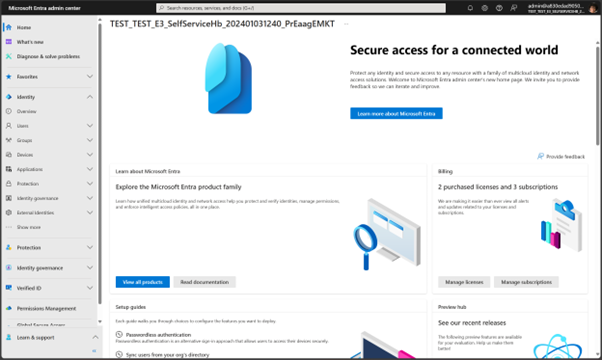 Microsoft Entra admin center
Search resources, services, and docs (G+/)
Home
What's new
Diagnose & solve problems
Favorites
Identity
Overview
Users
Groups
Devices
Applications
Protection
Identity governance
External Identities
Show more
Protection
Identity governance
Verified ID
Permissions Management
Global Secure Access
Learn & support
TEST_TEST_E3_SelfServiceHb_202401031240_PrEaagEMKT
Secure access for a connected world
Protect any identity and secure access to any resource with a family of multicloud identity and network
access solutions. Welcome to Microsoft Entra admin center's new home page. We invite you to provide
feedback so we can iterate and improve.
Learn more about Microsoft Entra
Provide feedback
Learn about Microsoft Entra
Explore the Microsoft Entra product family
Learn how unified multicloud identity and network access help you protect and verify identities, manage permissions,
and enforce intelligent access policies, all in one place.
View all products
Read documentation
Billing
2 purchased licenses and 3 subscriptions
We are making it easier than ever view all alerts
and updates related to your licenses and
subscriptions.
Manage licenses
Manage subscriptions
Setup guides
Each guide walks you through choices to configure the features you want to deploy.
Passwordless authentication
Passwordless authentication is an alternative sign in approach that allows users to access their devices securely.
Sync users from your org's directory
Preview hub
See our recent releases
The following preview features are available
for your evaluation. Help us make them
better!